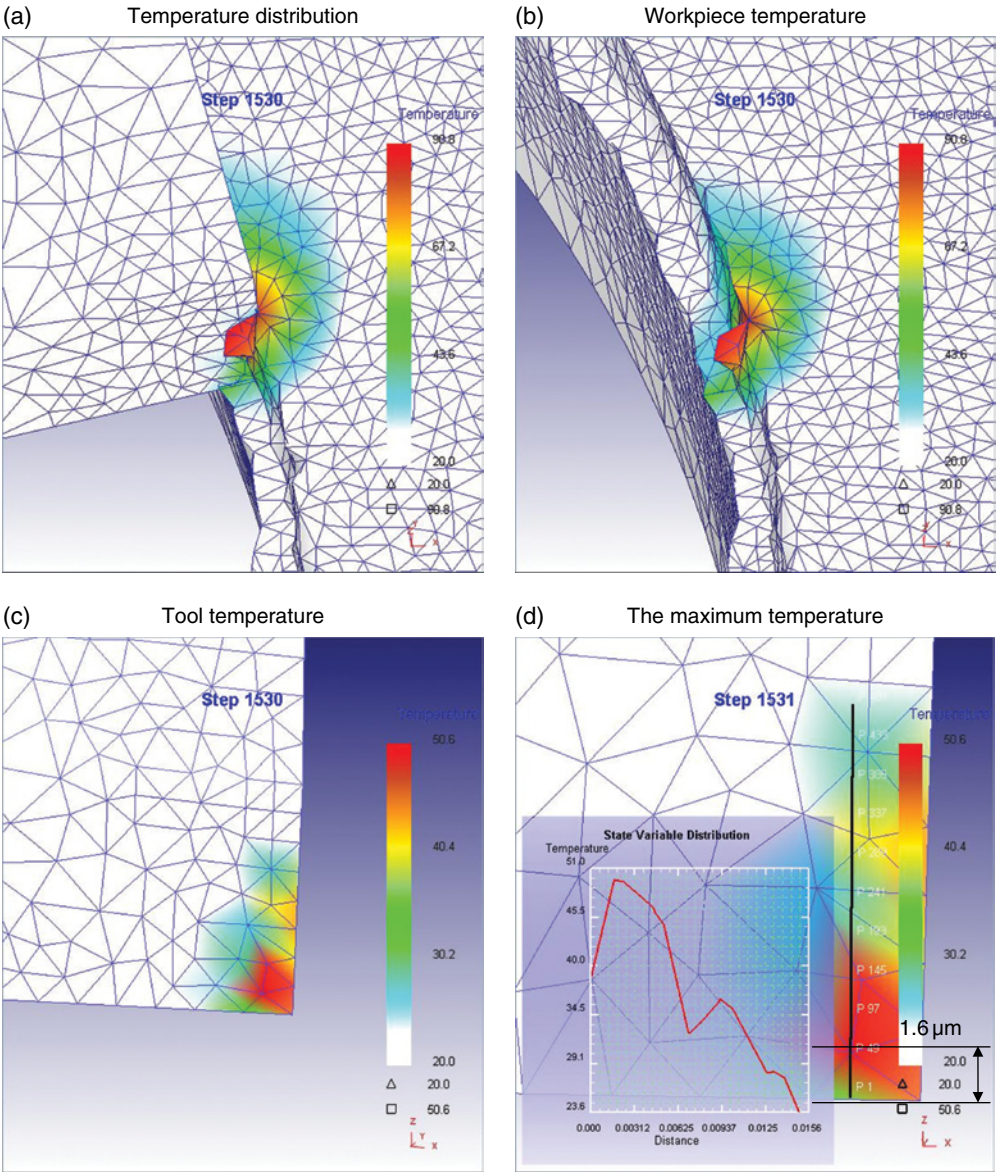 (a) Temperature distribution
Step 1530
Temperature
90.8
67.2
43.6
20.0
20.0
90.8
Z
X
(b) Workpiece temperature
Step 1530
Temperature
90.8
67.2
43.6
20.0
20.0
90.8
X
(c) Tool temperature
Step 1530
Temperature
50.6
40.4
30.2
20.0
20.0
50.6
Z
Y
X
(d) The maximum temperature
Step 1531
Temperature
50.6
40.4
30.2
20.0
20.0
50.6
P 337
P 241
P 193
P 145
P 97
P 49
P 1
1.6 µm
State Variable Distribution
Temperature
51.0
45.5
40.0
34.5
29.1
23.6
0.000 0.00312 0.00625 0.00937 0.0125 0.0156
Distance
Z
X